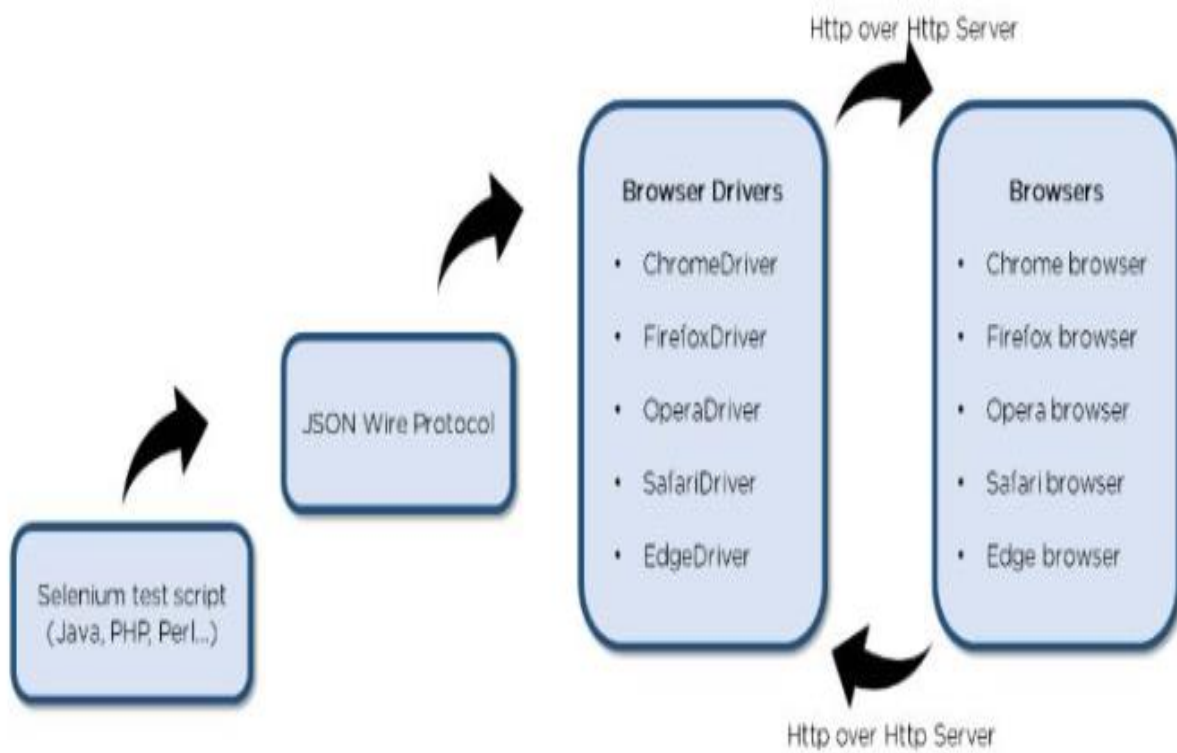 Http over Http Server
Browser Drivers
• ChromeDriver
• FirefoxDriver
• OperaDriver
• SafariDriver
• EdgeDriver
Browsers
• Chrome browser
• Firefox browser
• Opera browser
• Safari browser
• Edge browser
JSON Wire Protocol
Selenium test script
(Java, PHP, Perl...)
Http over Http Server